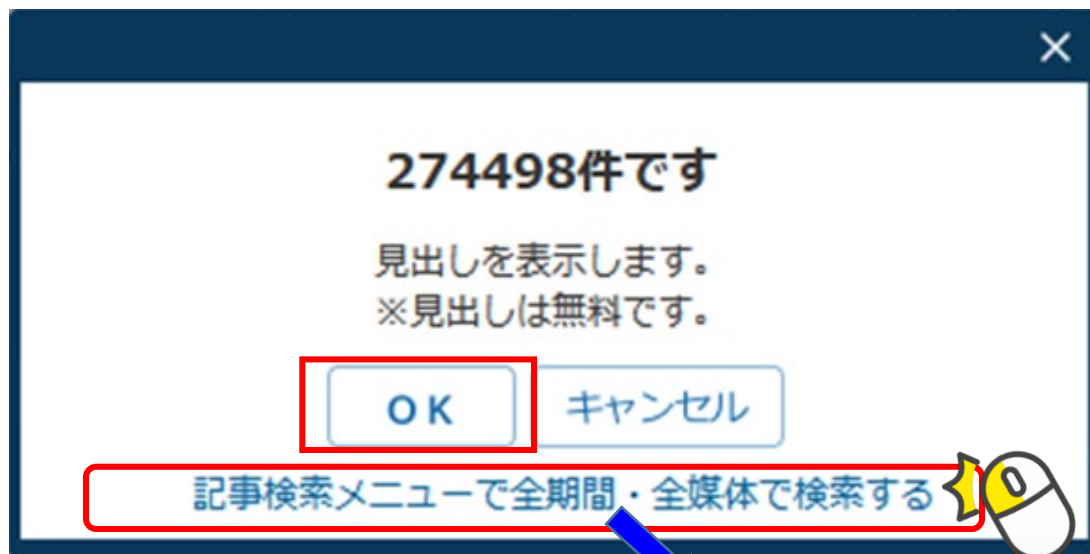 274498件です
見出しを表示します。
※見出しは無料です。
OK キャンセル
記事検索メニューで全期間・全媒体で検索する